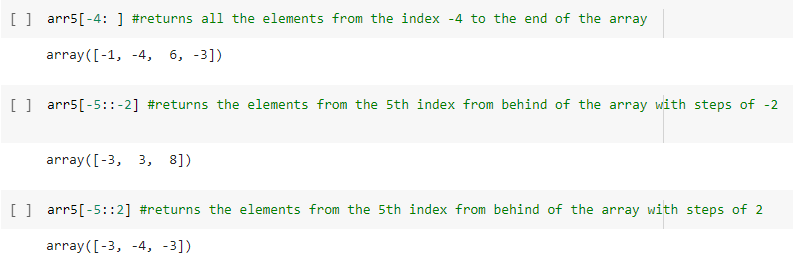 [ ] arr5[-4: ] #returns all the elements from the index -4 to the end of the array
array([-1, -4,  6, -3])
[ ] arr5[-5::-2] #returns the elements from the 5th index from behind of the array with steps of -2
array([-3,  3,  8])
[ ] arr5[-5::2] #returns the elements from the 5th index from behind of the array with steps of 2
array([-3, -4, -3])